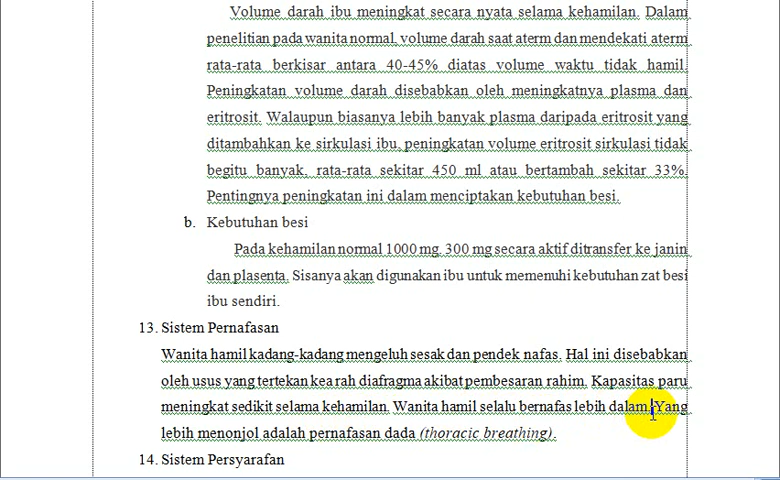 Volume darah ibu meningkat secara nyata selama kehamilan. Dalam
penelitian pada wanita normal, volume darah saat aterm dan mendekati aterm
rata-rata berkisar antara 40-45% diatas volume waktu tidak hamil.
Peningkatan volume darah disebabkan oleh meningkatnya plasma dan
eritrosit. Walaupun biasanya lebih banyak plasma daripada eritrosit yang
ditambahkan ke sirkulasi ibu, peningkatan volume eritrosit sirkulasi tidak
begitu banyak, rata-rata sekitar 450 ml atau bertambah sekitar 33%.
Pentingnya peningkatan ini dalam menciptakan kebutuhan besi.
b. Kebutuhan besi
Pada kehamilan normal 1000 mg, 300 mg secara aktif ditransfer ke janin
dan plasenta. Sisanya akan digunakan ibu untuk memenuhi kebutuhan zat besi
ibu sendiri.
13. Sistem Pernafasan
Wanita hamil kadang-kadang mengeluh sesak dan pendek nafas. Hal ini disebabkan
oleh usus yang tertekan kea rah diafragma akibat pembesaran rahim. Kapasitas paru
meningkat sedikit selama kehamilan. Wanita hamil selalu bernafas lebih dalam. Yang
lebih menonjol adalah pernafasan dada (thoracic breathing).
14. Sistem Persyarafan